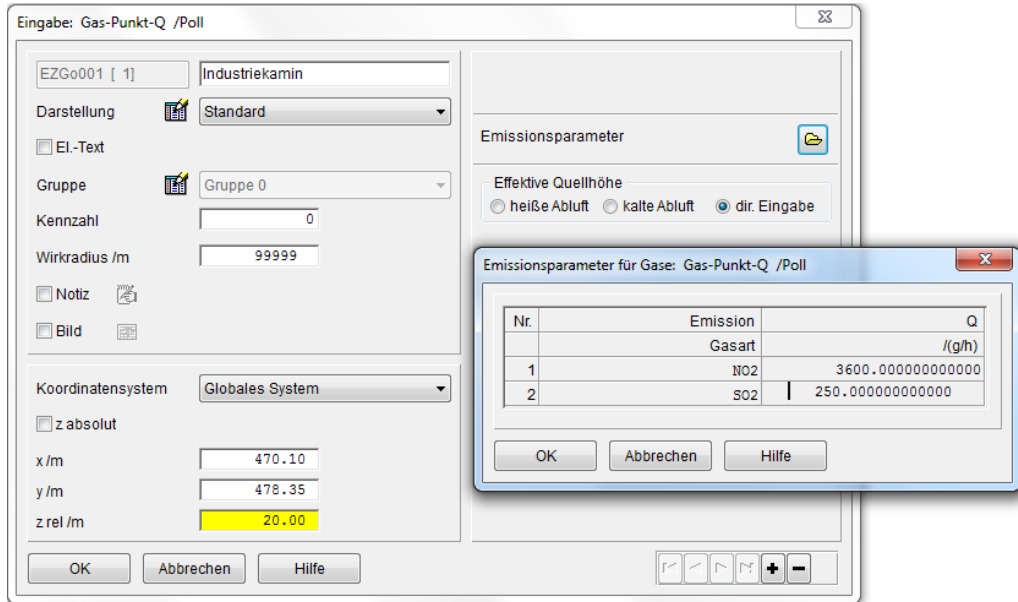 Eingabe: Gas-Punkt-Q /Poll
EZGo001 [ 1]
Industriekamin
Darstellung
Standard
El.-Text
Gruppe
Gruppe 0
Kennzahl
0
Wirkradius /m
99999
Notiz
Bild
Koordinatensystem
Globales System
z absolut
x /m
470.10
y /m
478.35
z rel /m
20.00
OK Abbrechen Hilfe
Emissionsparameter
Effektive Quellhöhe
heiße Abluft kalte Abluft dir. Eingabe
Emissionsparameter für Gase: Gas-Punkt-Q /Poll
Nr. Emission Q
Gasart /(g/h)
1 NO2 3600.000000000000
2 SO2 250.000000000000
OK Abbrechen Hilfe